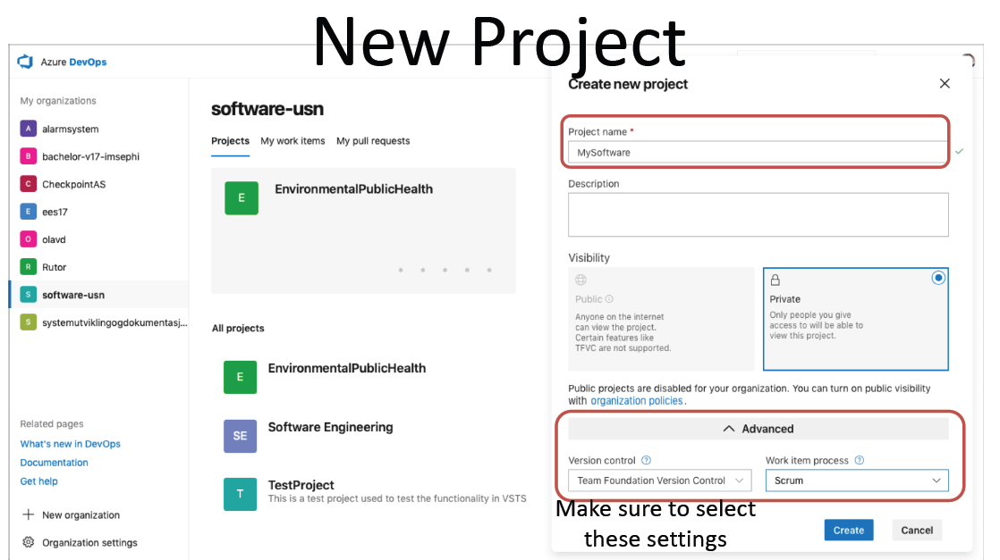 New Project
Azure DevOps
My organizations
A alarmsystem
B bachelor-v17-imsephi
C CheckpointAS
E ees17
O olavd
R Rutor
S software-usn
S systemutviklingogdokumentasj...
Related pages
What's new in DevOps
Documentation
Get help
New organization
Organization settings
software-usn
Projects My work items My pull requests
E EnvironmentalPublicHealth
All projects
E EnvironmentalPublicHealth
SE Software Engineering
T TestProject
This is a test project used to test the functionality in VSTS
Create new project
Project name *
MySoftware
Description
Visibility
Public
Anyone on the internet
can view the project.
Certain features like
TFVC are not supported.
Private
Only people you give
access to will be able to
view this project.
Public projects are disabled for your organization. You can turn on public visibility
with organization policies.
Advanced
Version control ?
Team Foundation Version Control
Work item process ?
Scrum
Make sure to select
these settings
Create Cancel